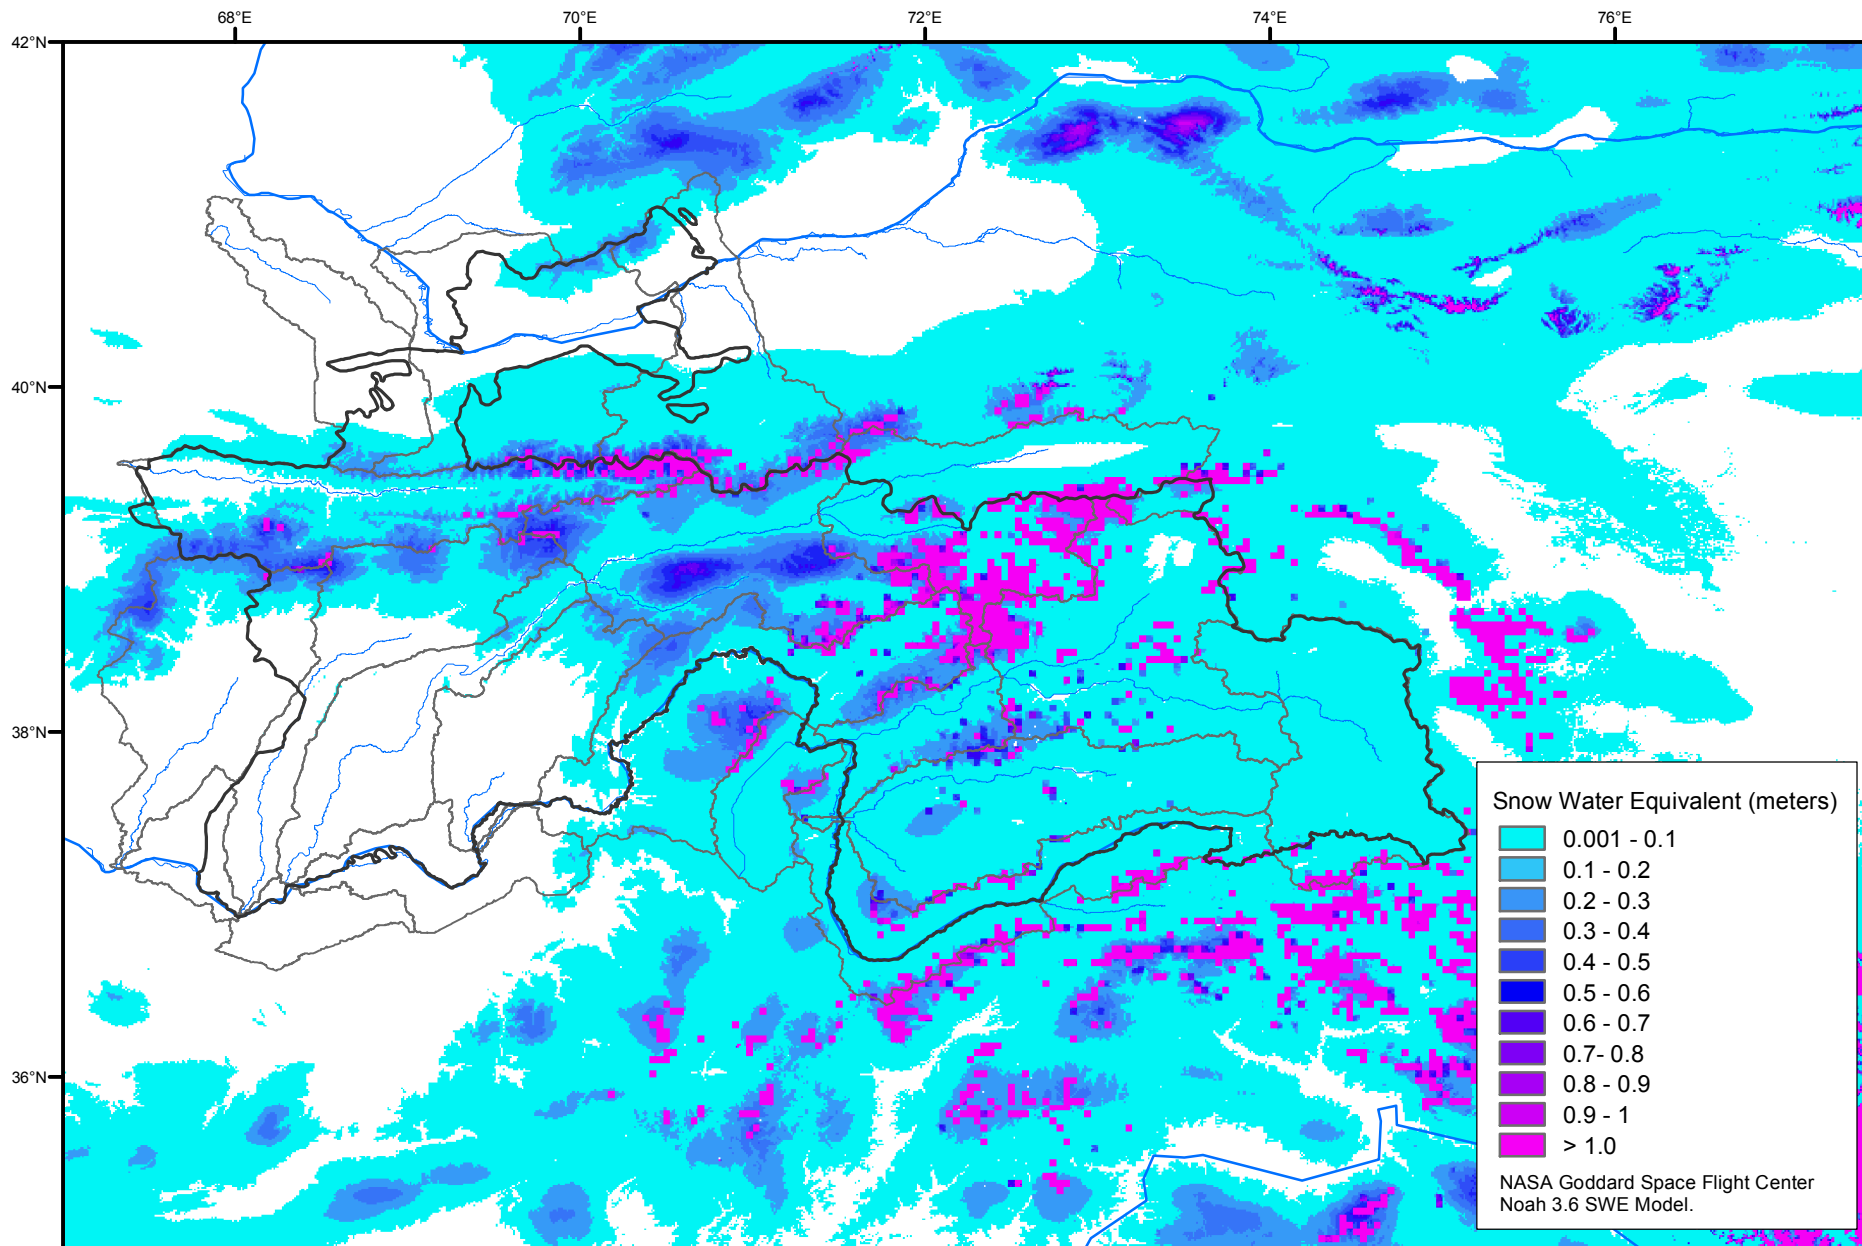 68°E 70°E 72°E 74°E 76°E
42°N
40°N
38°N
36°N
Snow Water Equivalent (meters)
0.001 - 0.1
0.1 - 0.2
0.2 - 0.3
0.3 - 0.4
0.4 - 0.5
0.5 - 0.6
0.6 - 0.7
0.7- 0.8
0.8 - 0.9
0.9 - 1
> 1.0
NASA Goddard Space Flight Center
Noah 3.6 SWE Model.